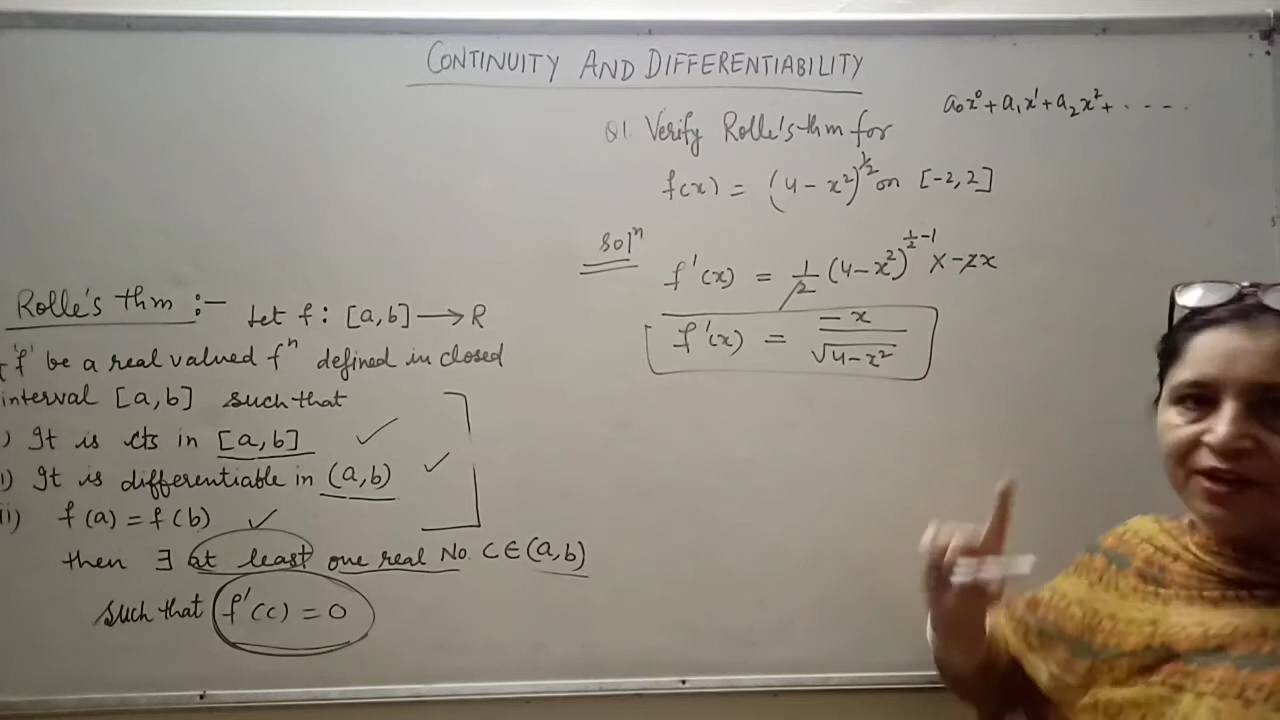 CONTINUITY AND DIFFERENTIABILITY
a₀x⁰ + a₁x¹ + a₂x² + - - - -
Q1. Verify Rolle's thm for
f(x) = (4 - x²)^½ on [-2, 2]
Solⁿ
f'(x) = 1/2 (4 - x²)^(½ - 1) × -2x
f'(x) = -x / √(4 - x²)
Rolle's thm :- Let f : [a, b] → R
'f' be a real valued fⁿ defined in closed
interval [a, b] such that
) It is cts in [a, b] ✓
i) It is differentiable in (a, b) ✓
ii) f(a) = f(b) ✓
then ∃ at least one real No. C ∈ (a, b)
such that f'(c) = 0